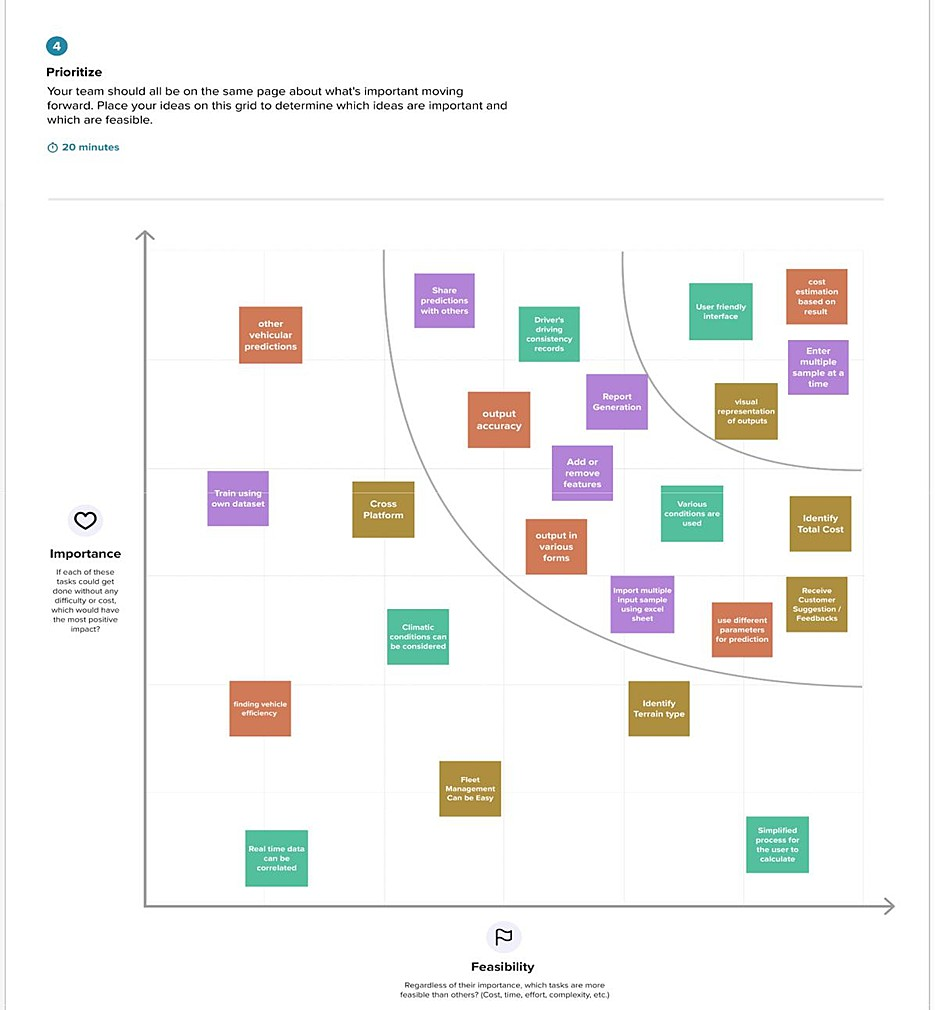 4
Prioritize
Your team should all be on the same page about what's important moving
forward. Place your ideas on this grid to determine which ideas are important and
which are feasible.
20 minutes
Share
predictions
with others
User friendly
interface
cost
estimation
based on
result
other
vehicular
predictions
Driver's
driving
consistency
records
Enter
multiple
sample at a
time
output
accuracy
Report
Generation
visual
representation
of outputs
Add or
remove
features
Train using
own dataset
Cross
Platform
Various
conditions are
used
Identify
Total Cost
output in
various
forms
Importance
If each of these
tasks could get
done without any
difficulty or cost,
which would have
the most positive
impact?
Import multiple
input sample
using excel
sheet
Receive
Customer
Suggestion /
Feedbacks
Climatic
conditions can
be considered
use different
parameters
for prediction
finding vehicle
efficiency
Identify
Terrain type
Fleet
Management
Can be Easy
Real time data
can be
correlated
Simplified
process for
the user to
calculate
Feasibility
Regardless of their importance, which tasks are more
feasible than others? (Cost, time, effort, complexity, etc.)